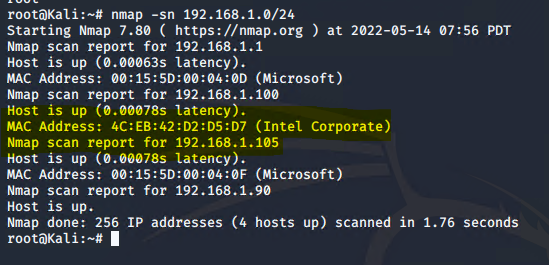 root
root@Kali:~# nmap -sn 192.168.1.0/24
Starting Nmap 7.80 ( https://nmap.org ) at 2022-05-14 07:56 PDT
Nmap scan report for 192.168.1.1
Host is up (0.00063s latency).
MAC Address: 00:15:5D:00:04:0D (Microsoft)
Nmap scan report for 192.168.1.100
Host is up (0.00078s latency).
MAC Address: 4C:EB:42:D2:D5:D7 (Intel Corporate)
Nmap scan report for 192.168.1.105
Host is up (0.00078s latency).
MAC Address: 00:15:5D:00:04:0F (Microsoft)
Nmap scan report for 192.168.1.90
Host is up.
Nmap done: 256 IP addresses (4 hosts up) scanned in 1.76 seconds
root@Kali:~#